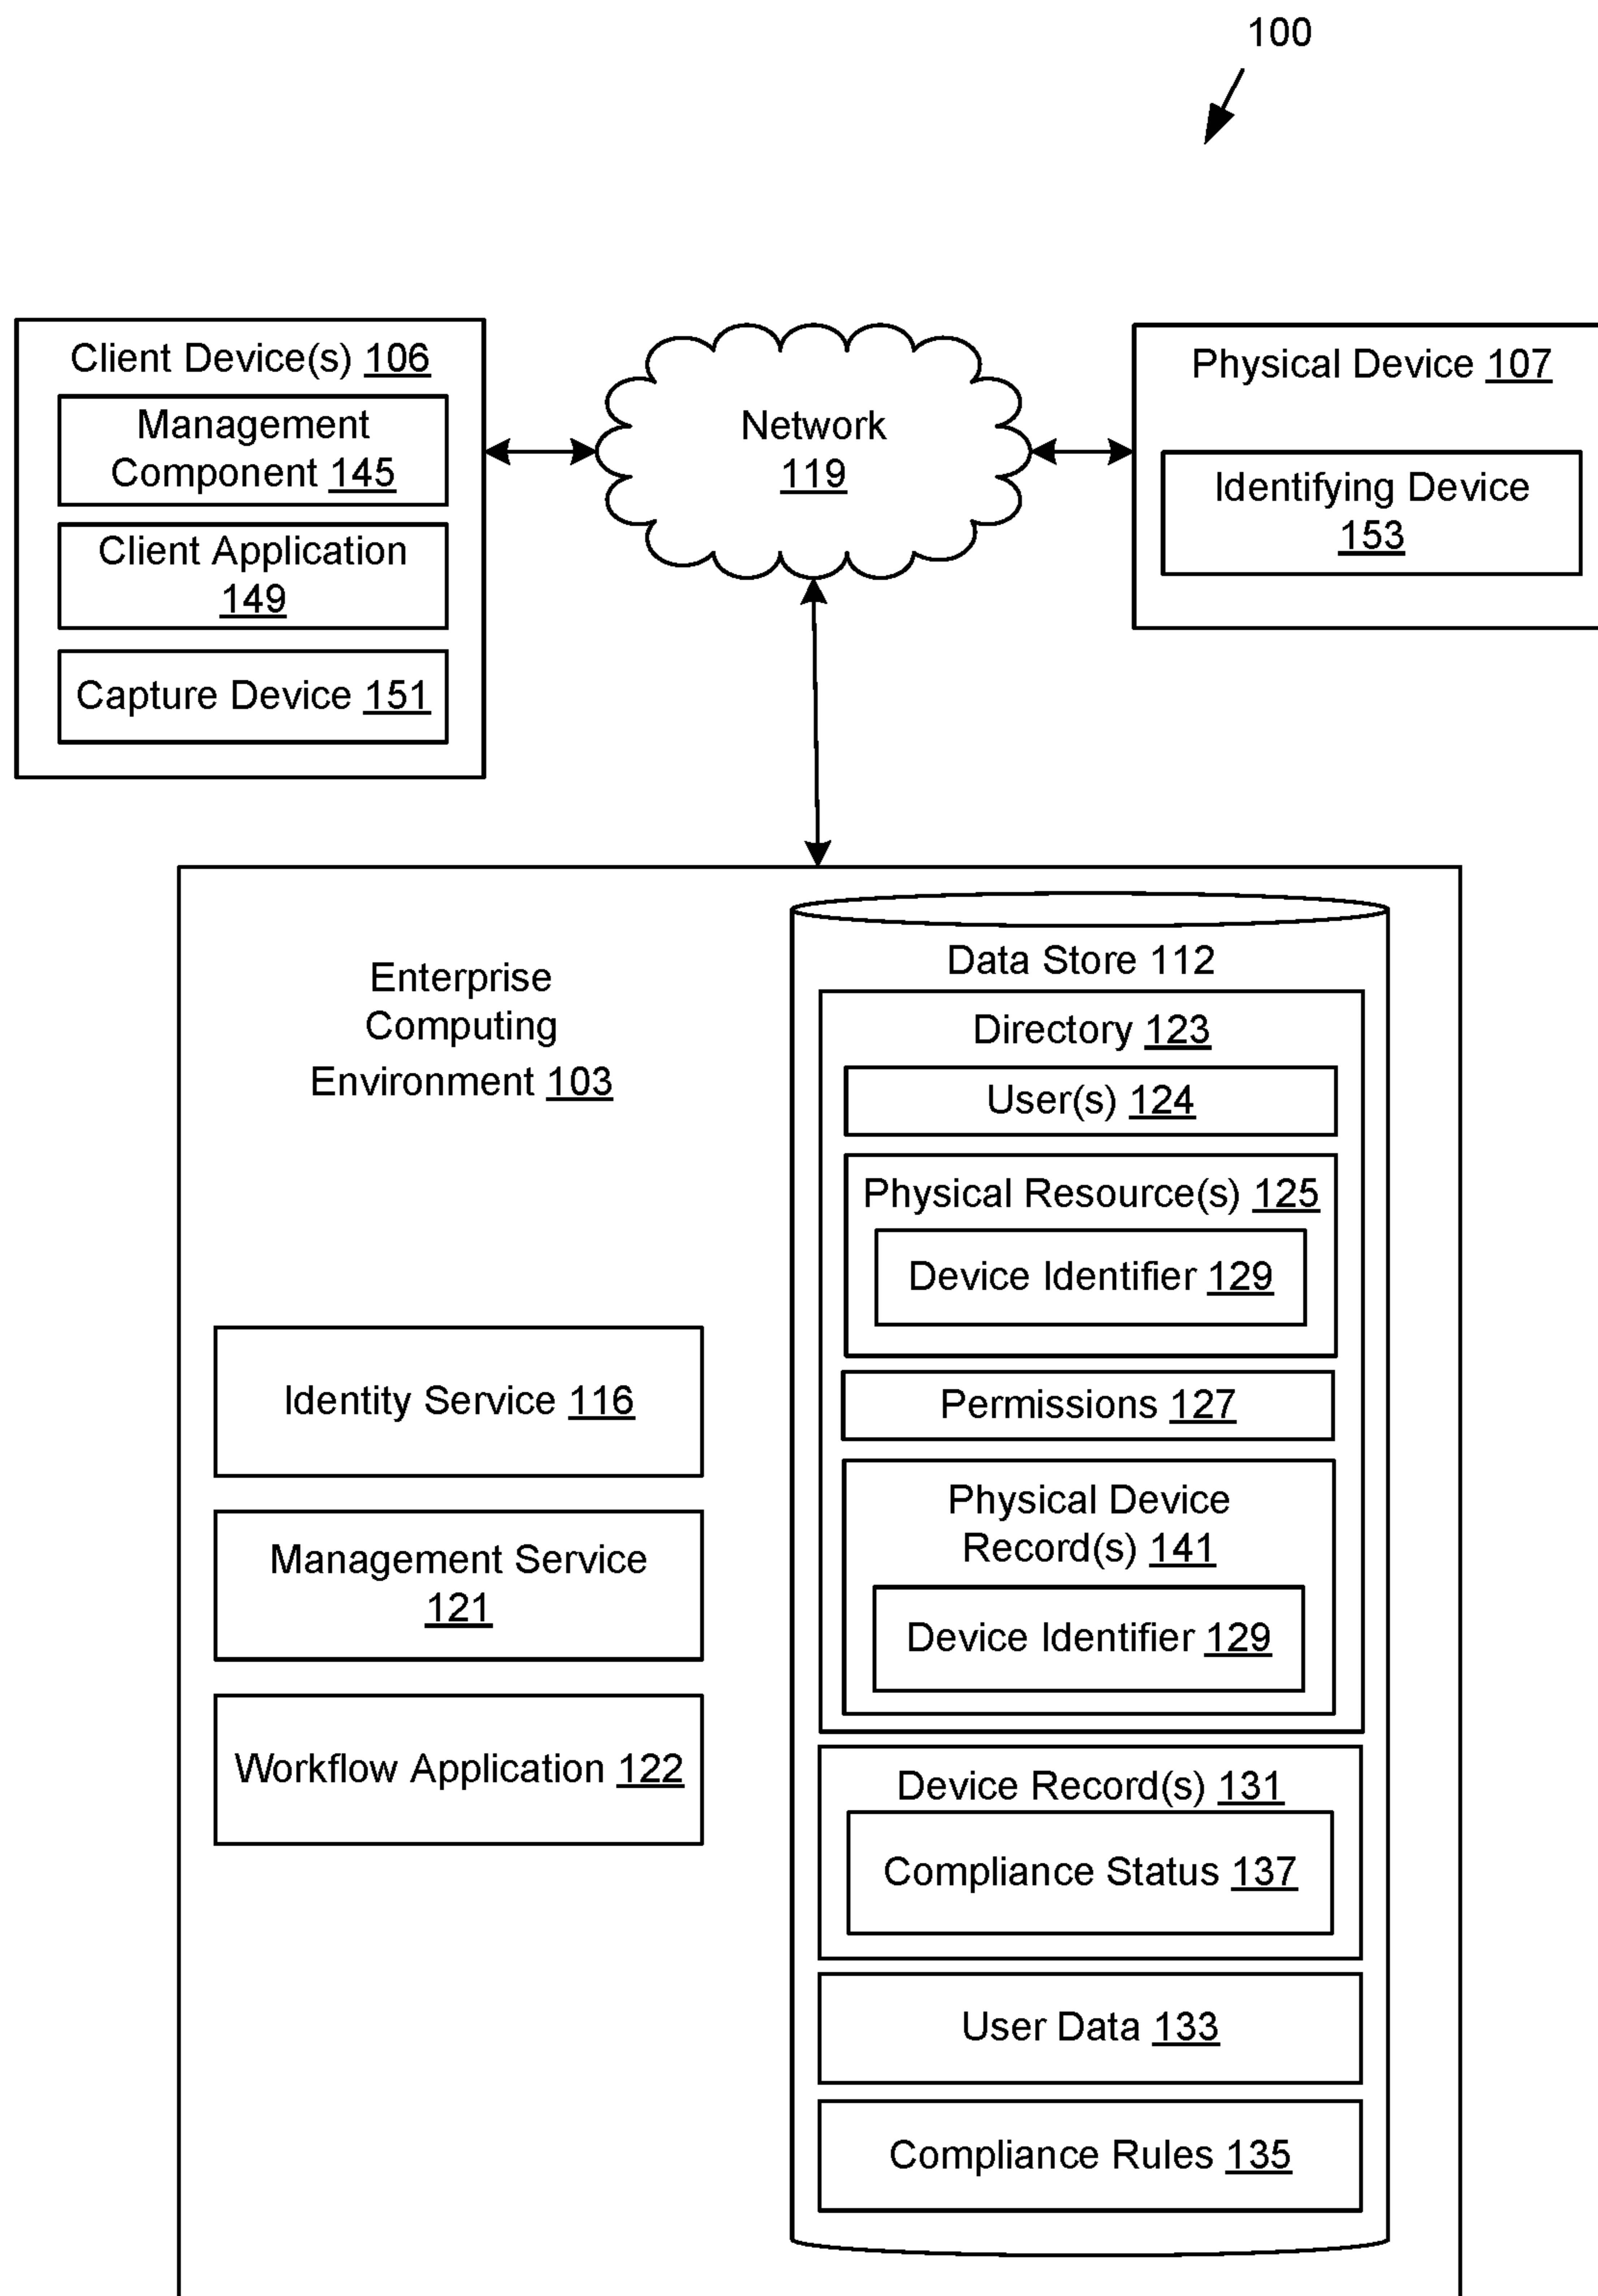 100
Client Device(s) 106
Management
Component 145
Client Application
149
Capture Device 151
Network
119
Physical Device 107
Identifying Device
153
Enterprise
Computing
Environment 103
Identity Service 116
Management Service
121
Workflow Application 122
Data Store 112
Directory 123
User(s) 124
Physical Resource(s) 125
Device Identifier 129
Permissions 127
Physical Device
Record(s) 141
Device Identifier 129
Device Record(s) 131
Compliance Status 137
User Data 133
Compliance Rules 135